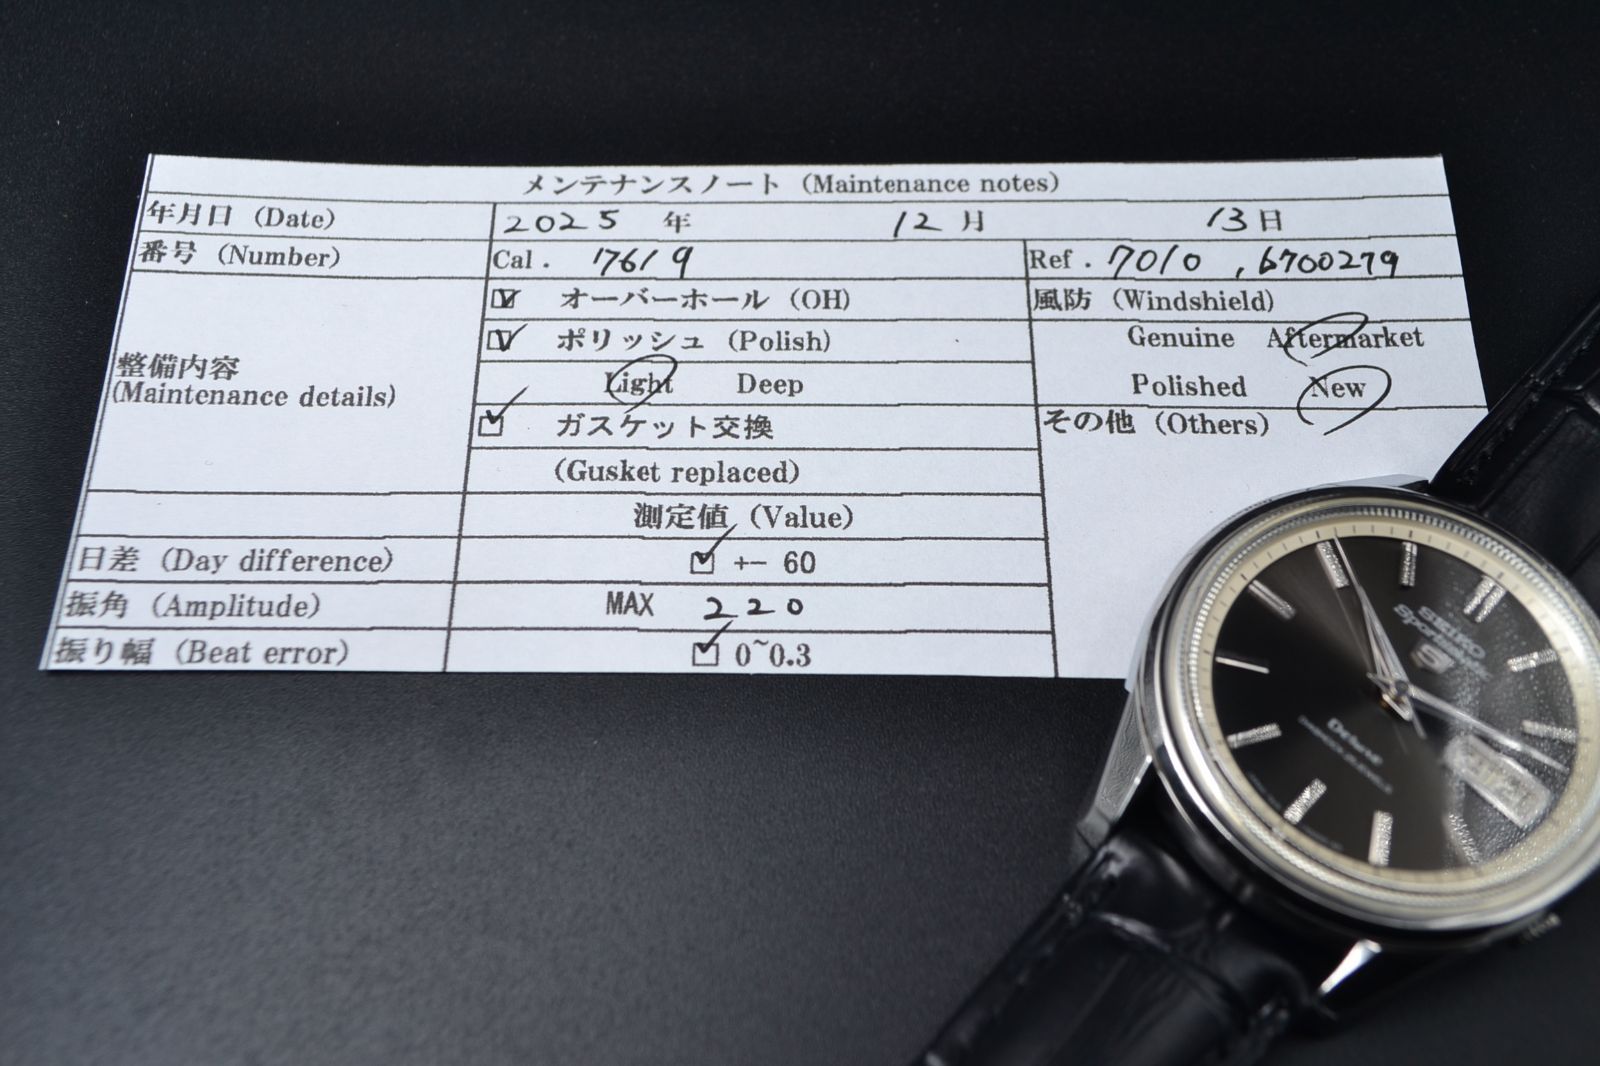 メンテナンスノート (Maintenance notes)
年月日 (Date) 2025 年 12 月 13 日
番号 (Number) Cal. 7619 Ref. 7010, 6700279
整備内容
(Maintenance details)
オーバーホール (OH)
ポリッシュ (Polish)
Light Deep
ガスケット交換
(Gusket replaced)
風防 (Windshield)
Genuine Aftermarket
Polished New
その他 (Others)
測定値 (Value)
日差 (Day difference) +- 60
振角 (Amplitude) MAX 220
振り幅 (Beat error) 0~0.3
SEIKO
Sportsmatic
5
Deluxe